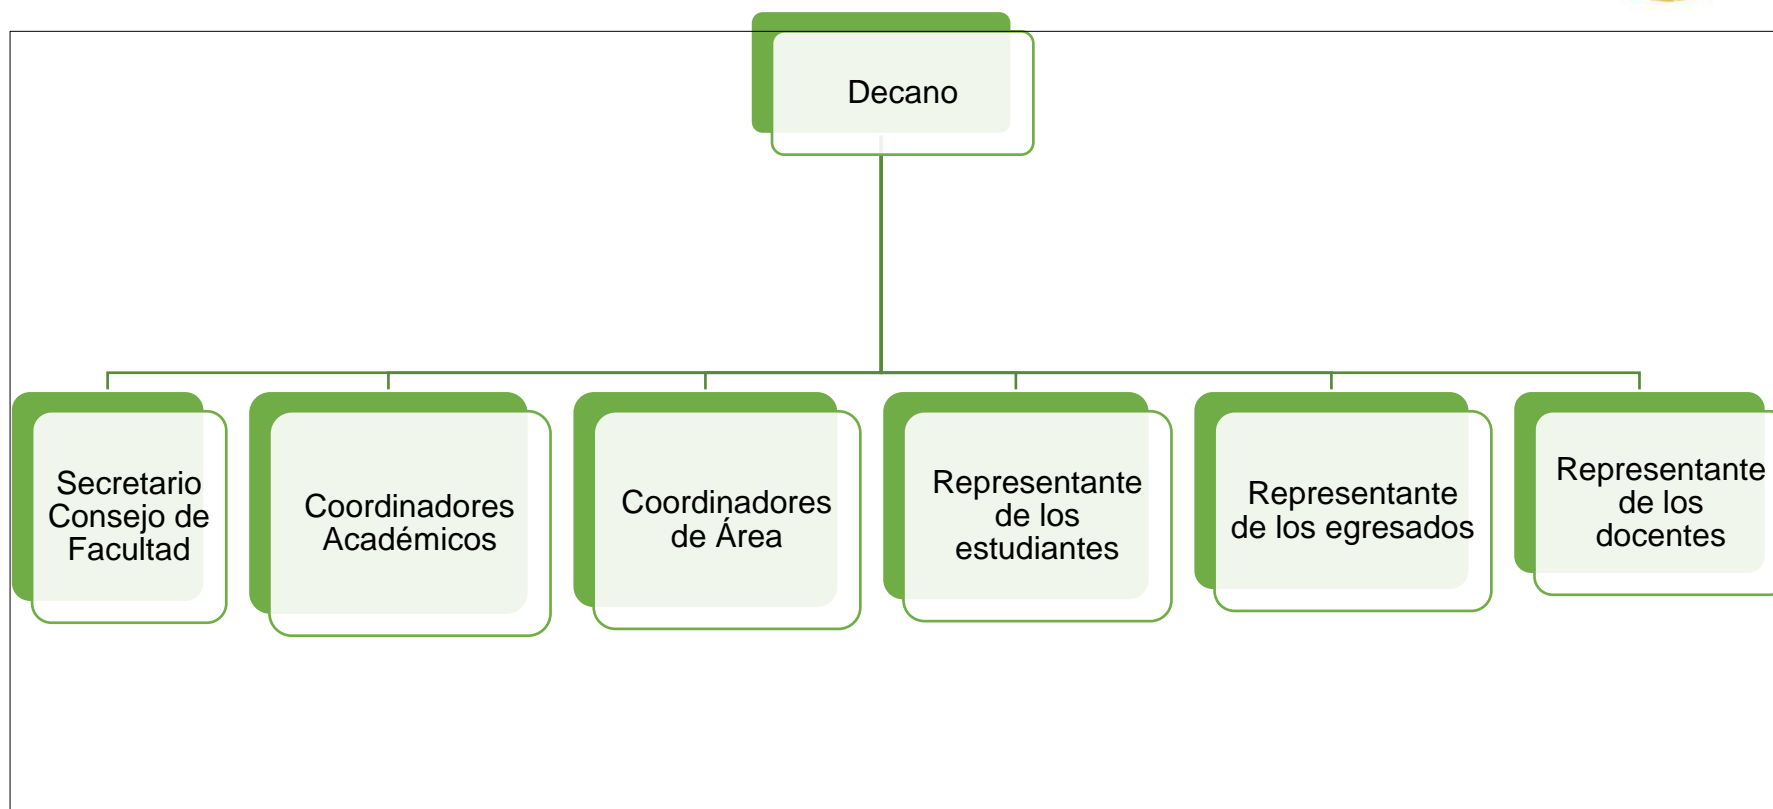 Decano
Secretario
Consejo de
Facultad
Coordinadores
Académicos
Coordinadores
de Área
Representante
de los
estudiantes
Representante
de los egresados
Representante
de los
docentes